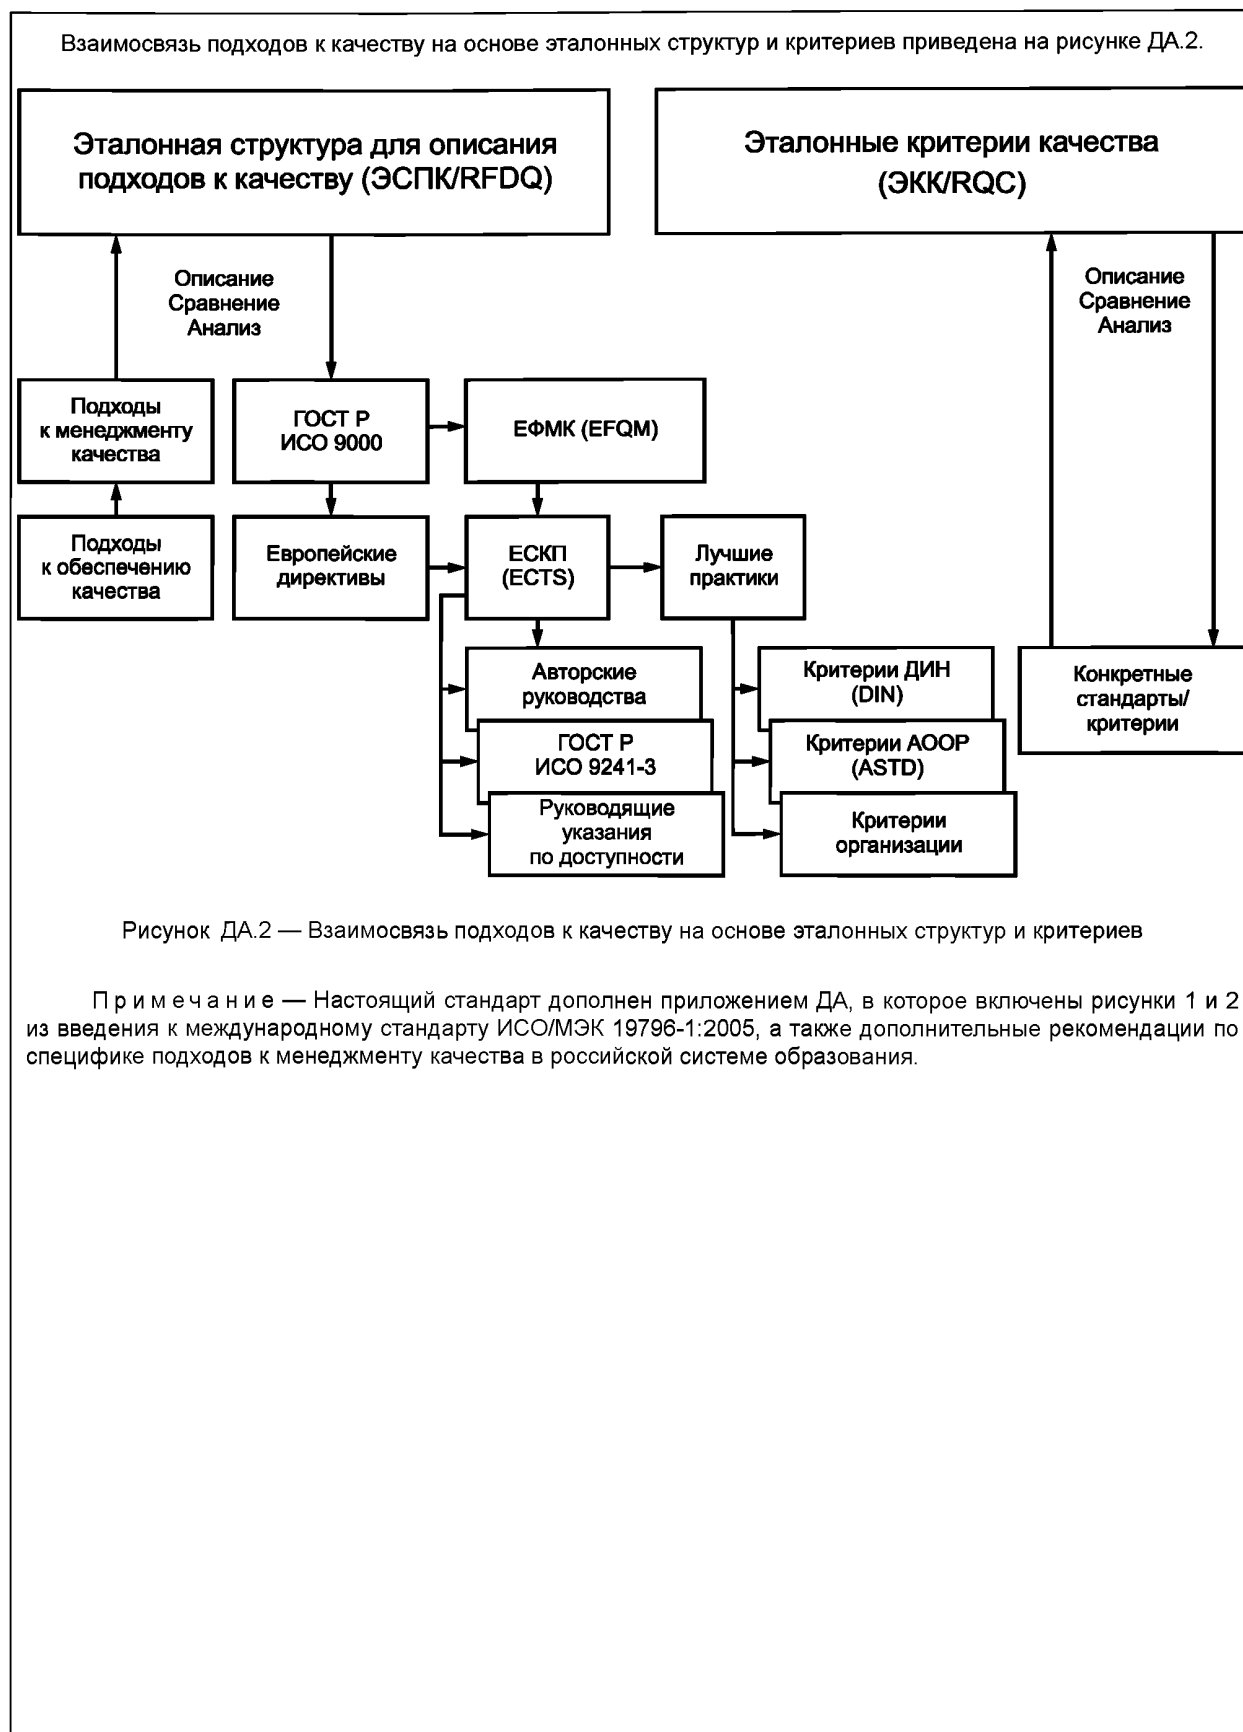 Взаимосвязь подходов к качеству на основе эталонных структур и критериев приведена на рисунке ДА.2.
Эталонная структура для описания
подходов к качеству (ЭСПК/RFDQ)
Эталонные критерии качества
(ЭКК/RQC)
Описание
Сравнение
Анализ
Описание
Сравнение
Анализ
Подходы
к менеджменту
качества
ГОСТ Р
ИСО 9000
ЕФМК (EFQM)
Подходы
к обеспечению
качества
Европейские
директивы
ЕСКП
(ECTS)
Лучшие
практики
Авторские
руководства
ГОСТ Р
ИСО 9241-3
Руководящие
указания
по доступности
Критерии ДИН
(DIN)
Критерии АООР
(ASTD)
Критерии
организации
Конкретные
стандарты/
критерии
Рисунок ДА.2 — Взаимосвязь подходов к качеству на основе эталонных структур и критериев
Примечание — Настоящий стандарт дополнен приложением ДА, в которое включены рисунки 1 и 2
из введения к международному стандарту ИСО/МЭК 19796-1:2005, а также дополнительные рекомендации по
специфике подходов к менеджменту качества в российской системе образования.